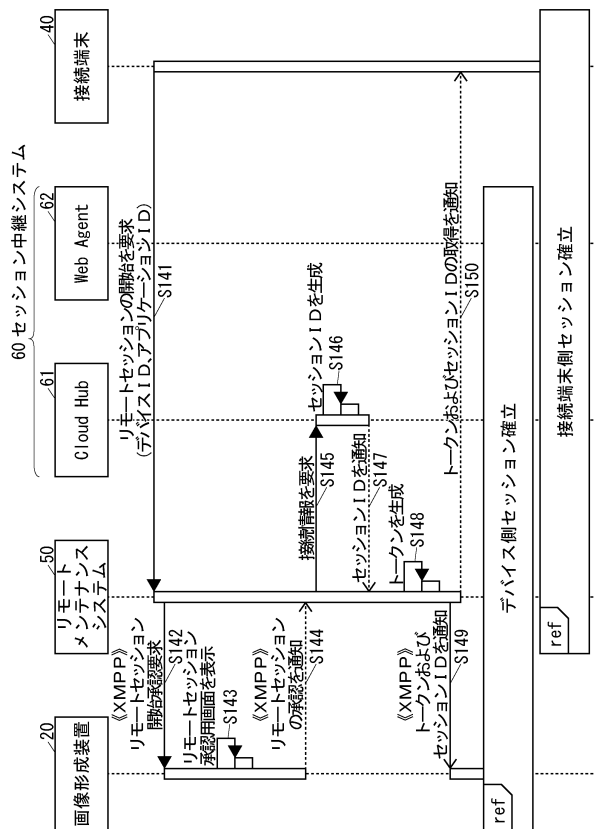 60 セッション中継システム
20
画像形成装置
50
リモート
メンテナンス
システム
61
Cloud Hub
62
Web Agent
40
接続端末
リモートセッションの開始を要求
(デバイスID、アプリケーションID)
S141
《XMPP》
リモートセッション
開始承認要求
S142
リモートセッション
承認用画面を表示
S143
《XMPP》
リモートセッション
の承認を通知
S144
接続情報を要求
S145
セッションIDを生成
S146
セッションIDを通知
S147
トークンを生成
S148
《XMPP》
トークンおよび
セッションIDを通知
S149
トークンおよびセッションIDの取得を通知
S150
ref
デバイス側セッション確立
ref
接続端末側セッション確立